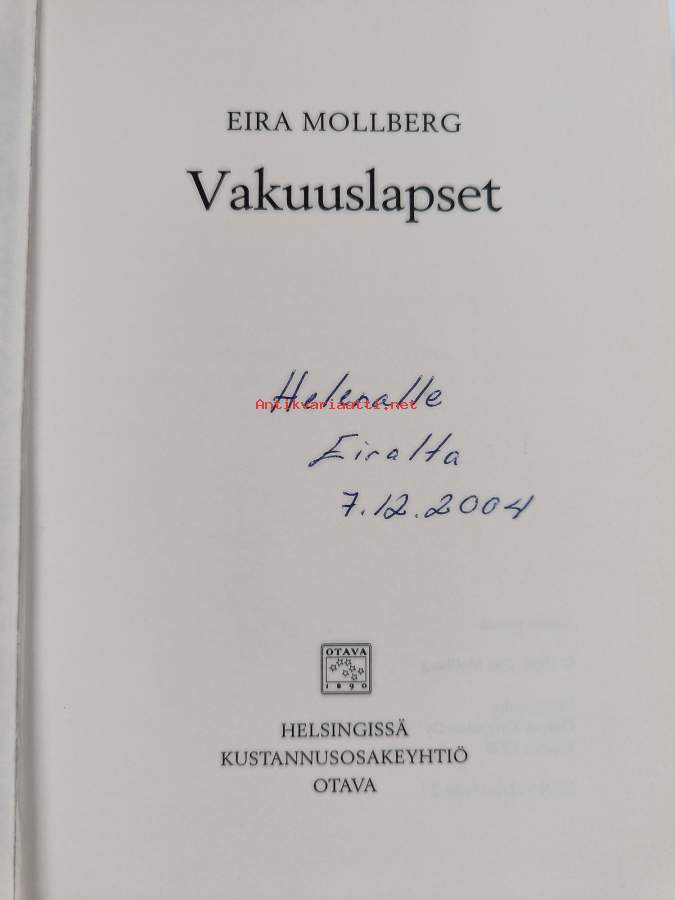 EIRA MOLLBERG
Vakuuslapset
Helenalle
Antikvariaatti.net
Eiralta
7.12.2004
OTAVA
1890
HELSINGISSÄ
KUSTANNUSOSAKEYHTIÖ
OTAVA